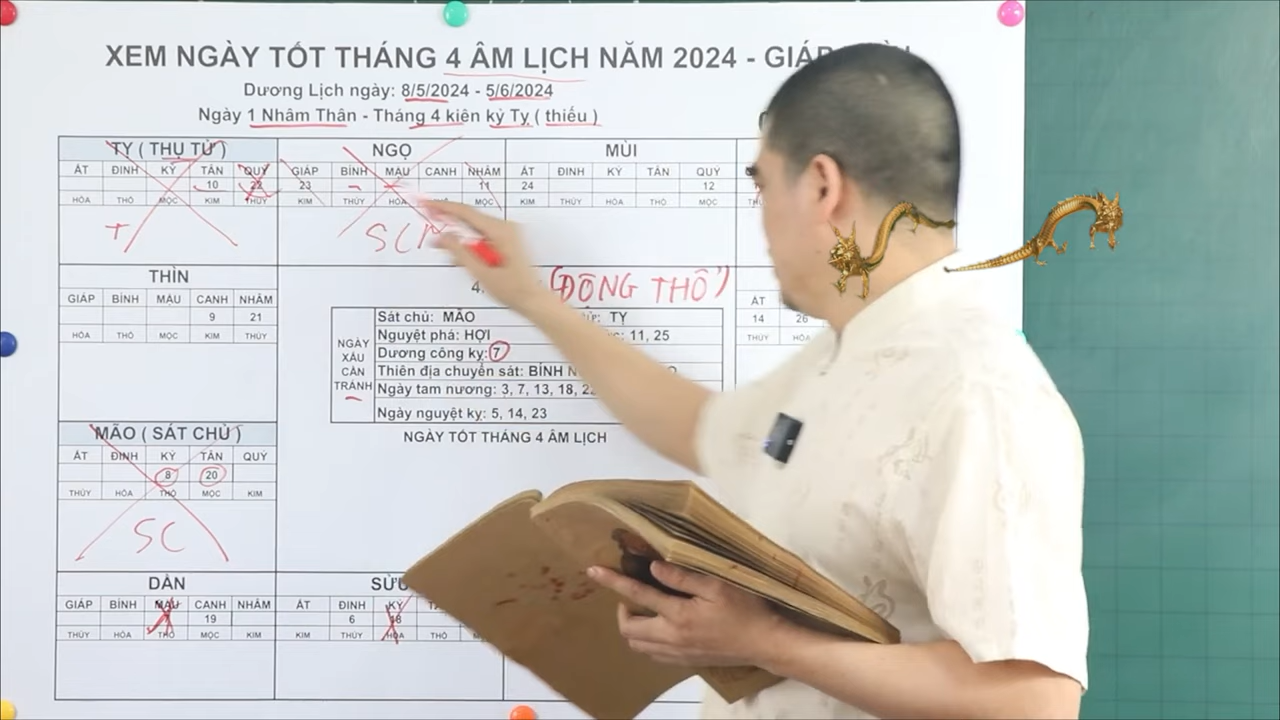 XEM NGÀY TỐT THÁNG 4 ÂM LỊCH NĂM 2024 - GIÁP
Dương Lịch ngày: 8/5/2024 - 5/6/2024
Ngày 1 Nhâm Thân - Tháng 4 kiện kỷ Tỵ ( thiếu )
TỴ ( THỤ TỬ ) NGỌ MÙI
ẤT ĐINH KỶ TÂN QUÝ GIÁP BÍNH MẬU CANH NHÂM ẤT ĐINH KỶ TÂN QUÝ
10 22 23 11 24 12
HỎA THỔ MỘC KIM THỦY KIM THỦY HỎA MỘC THỦY HỎA THỔ KIM MỘC
T SC
THÌN
(ĐỘNG THỔ)
GIÁP BÍNH MẬU CANH NHÂM
9 21
HỎA THỔ MỘC KIM THỦY
ẤT
14 26
THỦY HỎA
NGÀY XẤU CẦN TRÁNH
Sát chủ: MÃO TỴ
Nguyệt phá: HỢI 11, 25
Dương công kỵ: 7
Thiên địa chuyển sát: BÍNH
Ngày tam nương: 3, 7, 13, 18, 22
Ngày nguyệt kỵ: 5, 14, 23
NGÀY TỐT THÁNG 4 ÂM LỊCH
MÃO ( SÁT CHỦ )
ẤT ĐINH KỶ TÂN QUÝ
8 20
THỦY HỎA THỔ MỘC KIM
SC
DẦN SỬU
GIÁP BÍNH MẬU CANH NHÂM ẤT ĐINH KỶ
19 6 18
THỦY HỎA THỔ MỘC KIM KIM THỦY HỎA THỔ